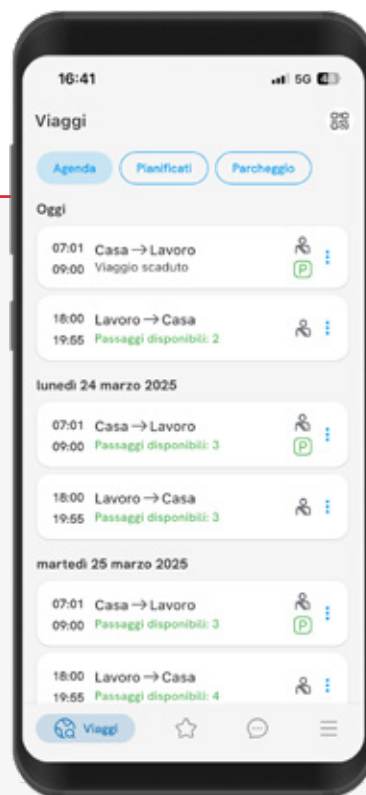 16:41 5G
Viaggi
Agenda Pianificati Parcheggio
Oggi
07:01 Casa → Lavoro
09:00 Viaggio scaduto P
18:00 Lavoro → Casa
19:55 Passaggi disponibili: 2
lunedì 24 marzo 2025
07:01 Casa → Lavoro
09:00 Passaggi disponibili: 3 P
18:00 Lavoro → Casa
19:55 Passaggi disponibili: 3
martedì 25 marzo 2025
07:01 Casa → Lavoro
09:00 Passaggi disponibili: 3 P
18:00 Lavoro → Casa
19:55 Passaggi disponibili: 4
Viaggi